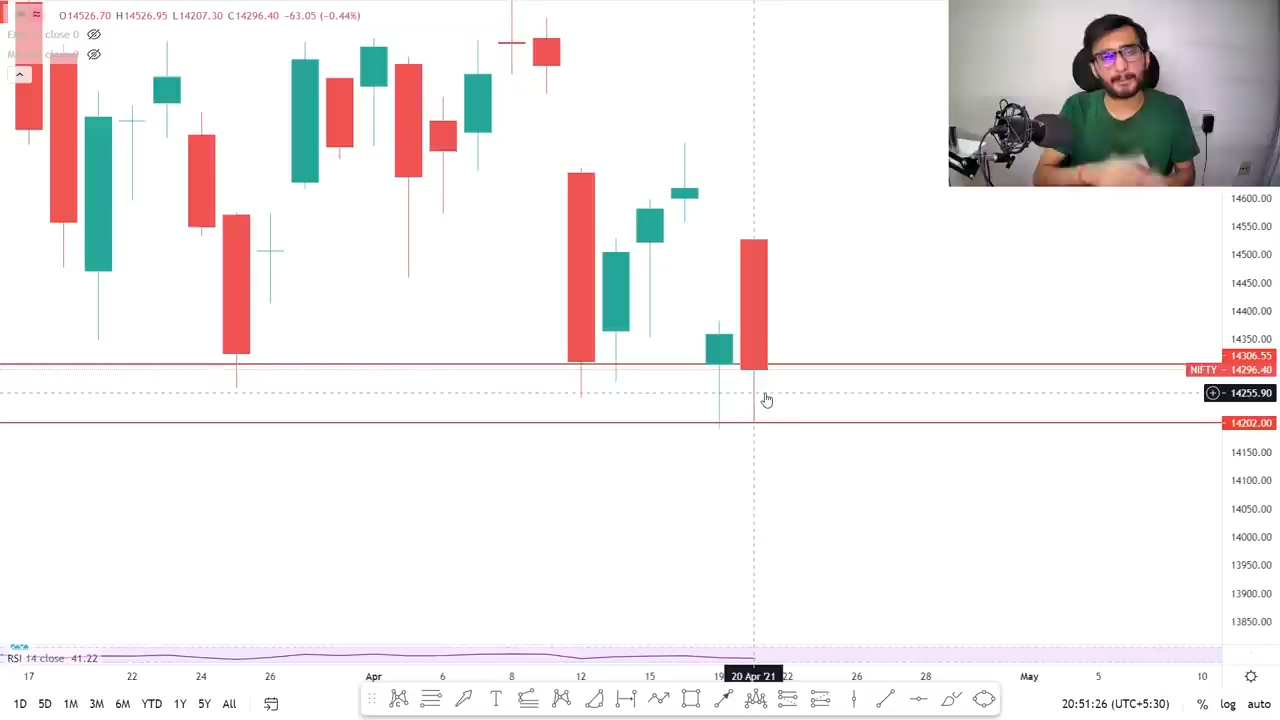 O14526.70 H14526.95 L14207.30 C14296.40 −63.05 (−0.44%)
close 0
close 0
14600.00
14550.00
14500.00
14450.00
14400.00
14350.00
14306.55
NIFTY 14296.40
14255.90
14202.00
14150.00
14100.00
14050.00
14000.00
13950.00
13900.00
13850.00
RSI 14 close 41.22
17 22 24 26 Apr 6 8 12 15 19 20 Apr '21 22 26 28 May 5 10
1D 5D 1M 3M 6M YTD 1Y 5Y All 20:51:26 (UTC+5:30) % log auto